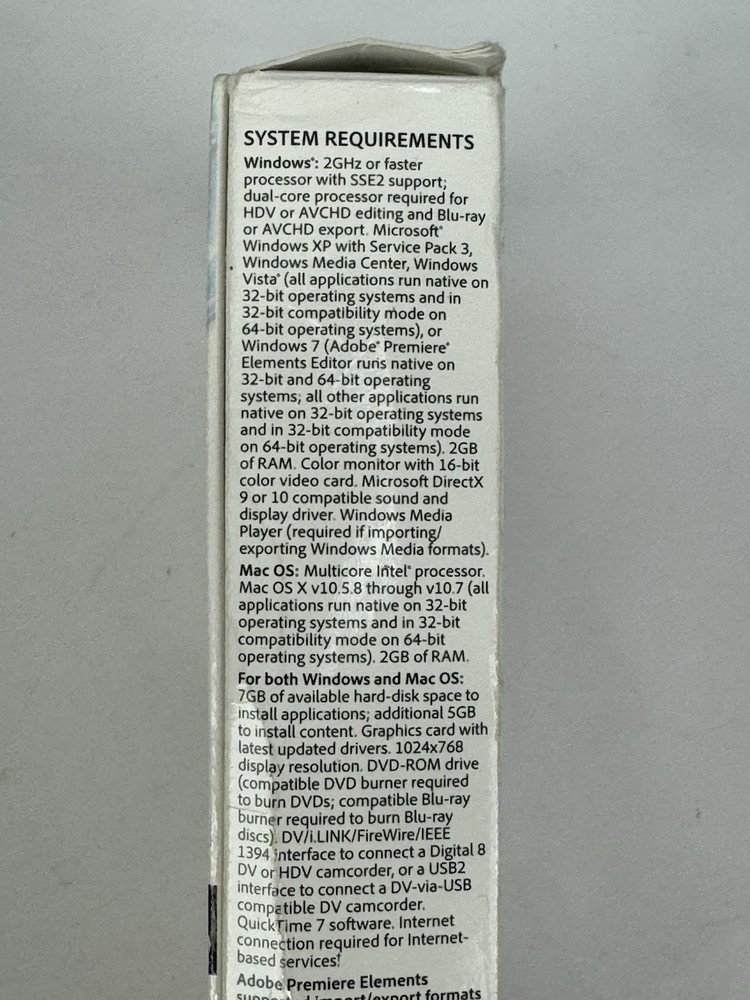 SYSTEM REQUIREMENTS
Windows®: 2GHz or faster
processor with SSE2 support;
dual-core processor required for
HDV or AVCHD editing and Blu-ray
or AVCHD export. Microsoft®
Windows XP with Service Pack 3,
Windows Media Center, Windows
Vista® (all applications run native on
32-bit operating systems and in
32-bit compatibility mode on
64-bit operating systems), or
Windows 7 (Adobe® Premiere®
Elements Editor runs native on
32-bit and 64-bit operating
systems; all other applications run
native on 32-bit operating systems
and in 32-bit compatibility mode
on 64-bit operating systems). 2GB
of RAM. Color monitor with 16-bit
color video card. Microsoft DirectX
9 or 10 compatible sound and
display driver. Windows Media
Player (required if importing/
exporting Windows Media formats).
Mac OS: Multicore Intel® processor.
Mac OS X v10.5.8 through v10.7 (all
applications run native on 32-bit
operating systems and in 32-bit
compatibility mode on 64-bit
operating systems). 2GB of RAM.
For both Windows and Mac OS:
7GB of available hard-disk space to
install applications; additional 5GB
to install content. Graphics card with
latest updated drivers. 1024x768
display resolution. DVD-ROM drive
(compatible DVD burner required
to burn DVDs; compatible Blu-ray
burner required to burn Blu-ray
discs). DV/i.LINK/FireWire/IEEE
1394 interface to connect a Digital 8
DV or HDV camcorder, or a USB2
interface to connect a DV-via-USB
compatible DV camcorder.
QuickTime 7 software. Internet
connection required for Internet-
based services†
Adobe Premiere Elements
supported import/export formats